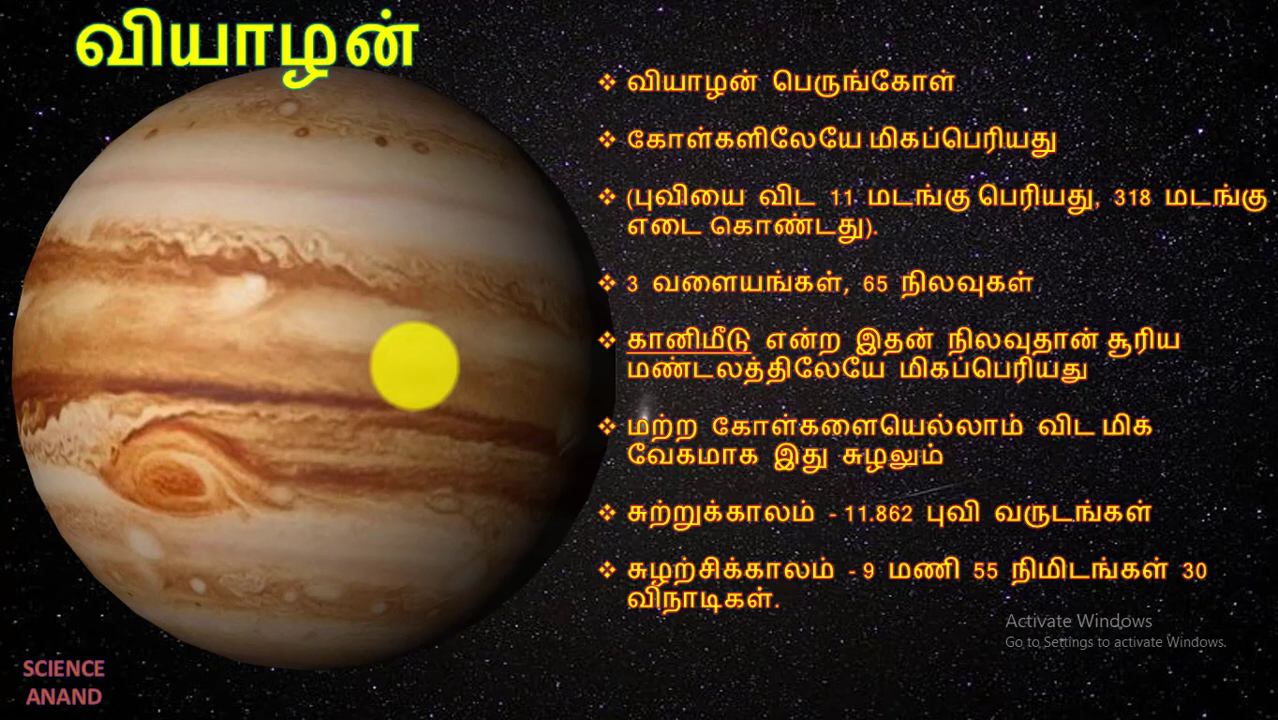 வியாழன்
❖ வியாழன் பெருங்கோள்
❖ கோள்களிலேயே மிகப்பெரியது
❖ (புவியை விட 11 மடங்கு பெரியது, 318 மடங்கு
எடை கொண்டது).
❖ 3 வளையங்கள், 65 நிலவுகள்
❖ கானிமீடு என்ற இதன் நிலவுதான் சூரிய
மண்டலத்திலேயே மிகப்பெரியது
❖ மற்ற கோள்களையெல்லாம் விட மிக
வேகமாக இது சுழலும்
❖ சுற்றுக்காலம் - 11.862 புவி வருடங்கள்
❖ சுழற்சிக்காலம் - 9 மணி 55 நிமிடங்கள் 30
விநாடிகள்.
Activate Windows
Go to Settings to activate Windows.
SCIENCE
ANAND